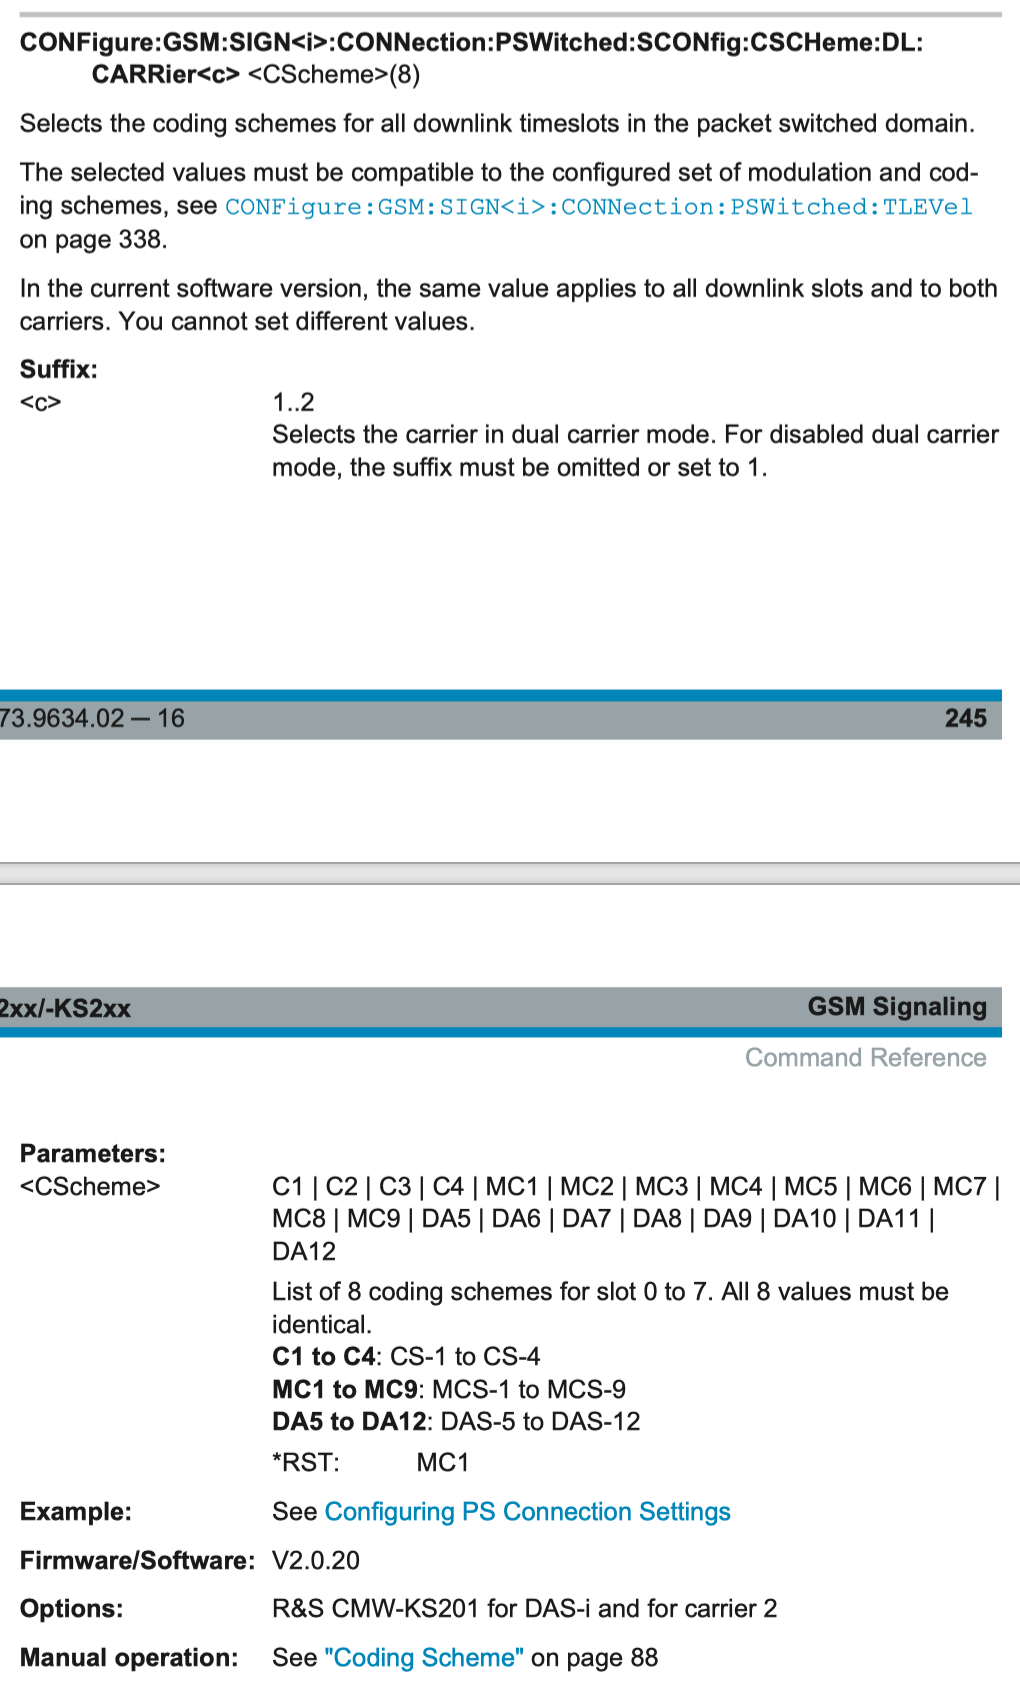 CONFigure:GSM:SIGN<i>:CONNection:PSWitched:SCONfig:CSCHeme:DL:
CARRier<c> <CScheme>(8)
Selects the coding schemes for all downlink timeslots in the packet switched domain.
The selected values must be compatible to the configured set of modulation and cod-
ing schemes, see CONFigure:GSM:SIGN<i>:CONNection:PSWitched:TLEVel
on page 338.
In the current software version, the same value applies to all downlink slots and to both
carriers. You cannot set different values.
Suffix:
<c> 1..2
Selects the carrier in dual carrier mode. For disabled dual carrier
mode, the suffix must be omitted or set to 1.
73.9634.02 — 16 245
2xx/-KS2xx GSM Signaling
Command Reference
Parameters:
<CScheme> C1 | C2 | C3 | C4 | MC1 | MC2 | MC3 | MC4 | MC5 | MC6 | MC7 |
MC8 | MC9 | DA5 | DA6 | DA7 | DA8 | DA9 | DA10 | DA11 |
DA12
List of 8 coding schemes for slot 0 to 7. All 8 values must be
identical.
C1 to C4: CS-1 to CS-4
MC1 to MC9: MCS-1 to MCS-9
DA5 to DA12: DAS-5 to DAS-12
*RST: MC1
Example: See Configuring PS Connection Settings
Firmware/Software: V2.0.20
Options: R&S CMW-KS201 for DAS-i and for carrier 2
Manual operation: See "Coding Scheme" on page 88